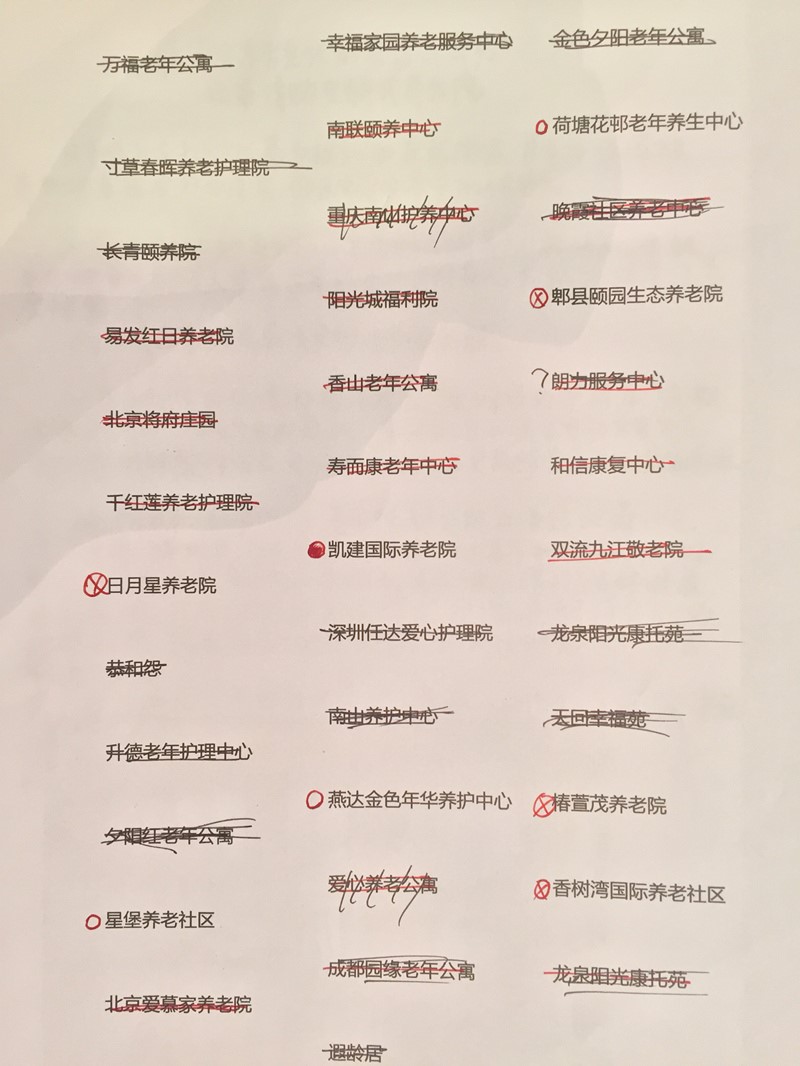 万福老年公寓
寸草春晖养老护理院
长青颐养院
易发红日养老院
北京将府庄园
千红莲养老护理院
日月星养老院
恭和怨
升德老年护理中心
夕阳红老年公寓
星堡养老社区
北京爱慕家养老院
幸福家园养老服务中心
南联颐养中心
重庆南山护养中心
阳光城福利院
香山老年公寓
寿而康老年中心
凯建国际养老院
深圳任达爱心护理院
南山养护中心
燕达金色年华养护中心
爱心养老公寓
成都园缘老年公寓
遐龄居
金色夕阳老年公寓
荷塘花邨老年养生中心
晚霞社区养老中心
郫县颐园生态养老院
?朗力服务中心
和信康复中心
双流九江敬老院
龙泉阳光康托苑
天回幸福苑
椿萱茂养老院
香树湾国际养老社区
龙泉阳光康托苑